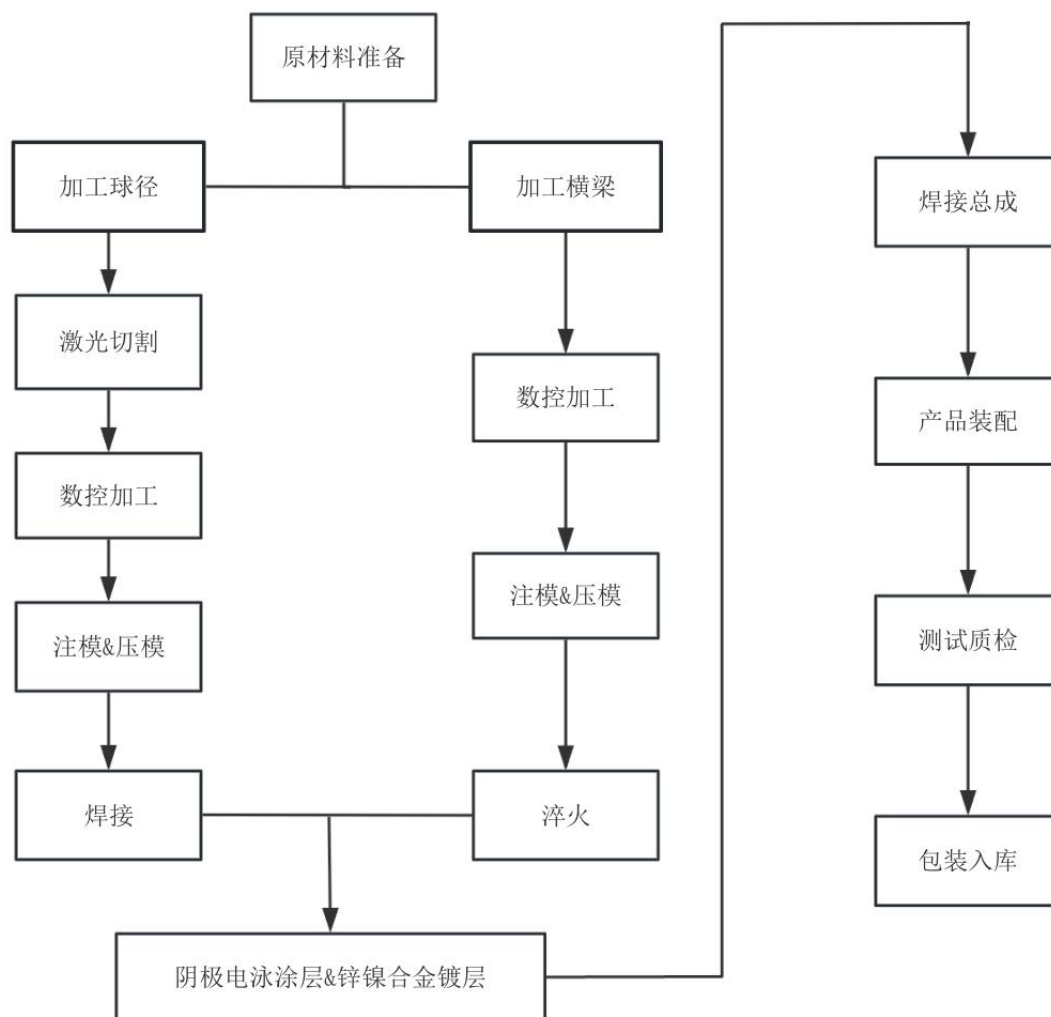 原材料准备
加工球径
加工横梁
激光切割
数控加工
数控加工
注模&压模
注模&压模
焊接
淬火
阴极电泳涂层&锌镍合金镀层
焊接总成
产品装配
测试质检
包装入库